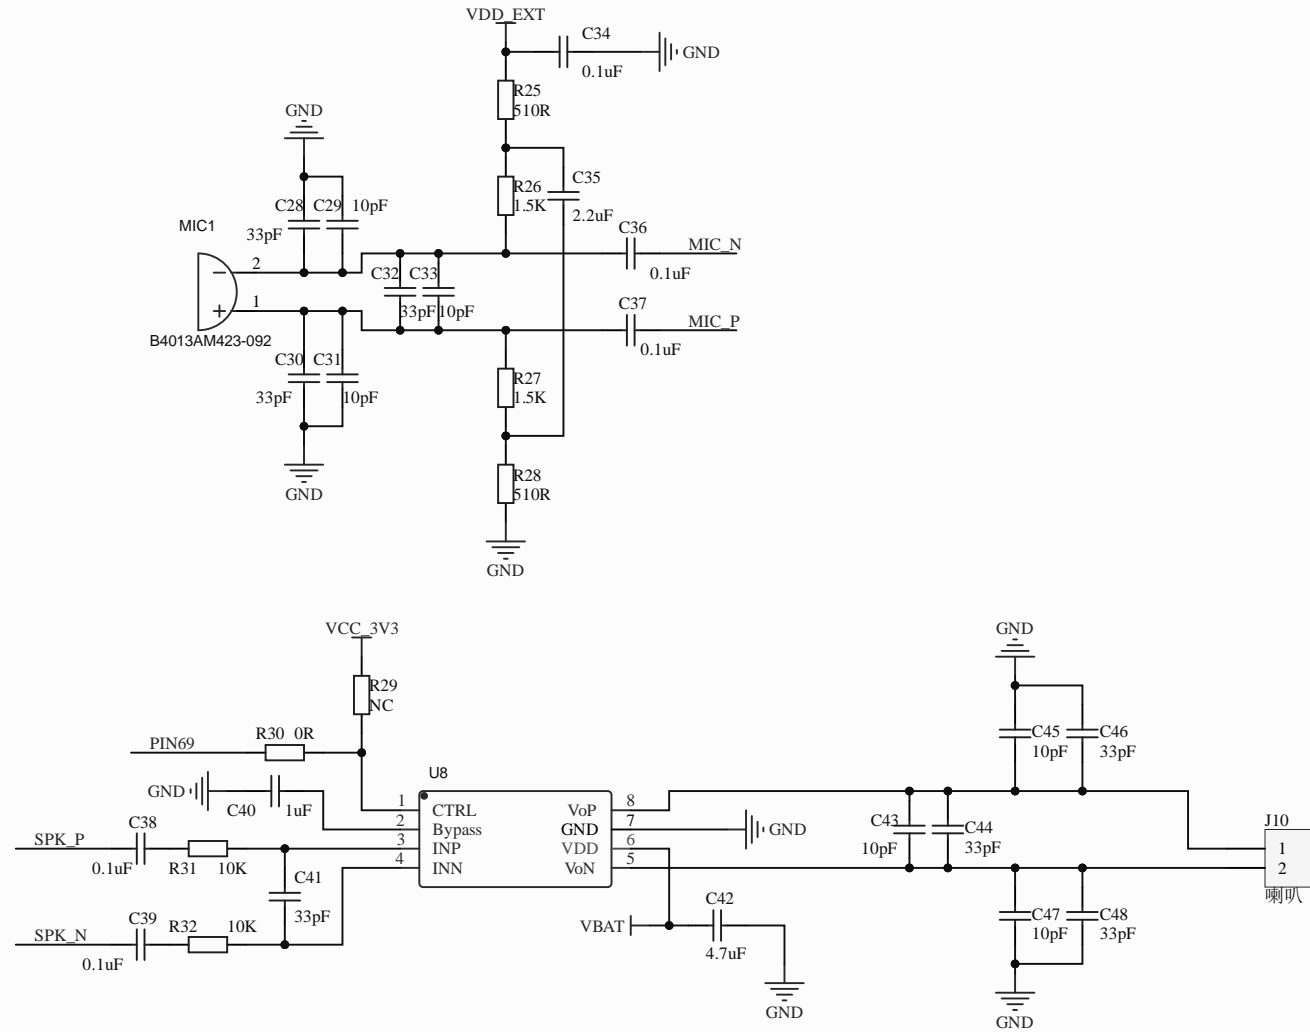 VDD_EXT
C34
GND
0.1uF
R25
510R
GND
R26
1.5K
C35
2.2uF
C28
C29
10pF
33pF
MIC1
2
1
B4013AM423-092
C32
C33
33pF
10pF
C36
MIC_N
0.1uF
C37
MIC_P
0.1uF
C30
C31
33pF
10pF
GND
R27
1.5K
R28
510R
GND
VCC_3V3
R29
NC
PIN69
R30 0R
GND
C40
1uF
U8
1
CTRL
2
Bypass
3
INP
4
INN
VoP
8
GND
7
VDD
6
VoN
5
GND
SPK_P
C38
0.1uF
R31
10K
C41
33pF
SPK_N
C39
0.1uF
R32
10K
VBAT
C42
4.7uF
GND
GND
C45
10pF
C46
33pF
C43
10pF
C44
33pF
C47
10pF
C48
33pF
GND
J10
1
2
喇叭